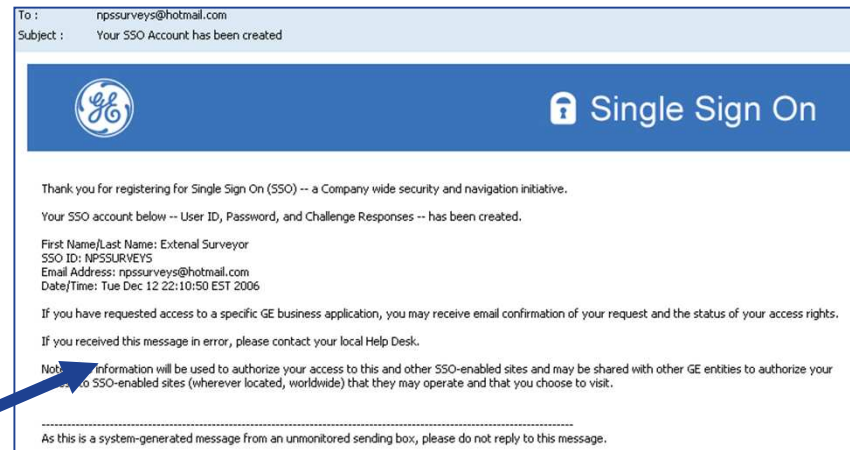 To : npssurveys@hotmail.com
Subject : Your SSO Account has been created
GE Single Sign On
Thank you for registering for Single Sign On (SSO) -- a Company wide security and navigation initiative.
Your SSO account below -- User ID, Password, and Challenge Responses -- has been created.
First Name/Last Name: Extenal Surveyor
SSO ID: NPSSURVEYS
Email Address: npssurveys@hotmail.com
Date/Time: Tue Dec 12 22:10:50 EST 2006
If you have requested access to a specific GE business application, you may receive email confirmation of your request and the status of your access rights.
If you received this message in error, please contact your local Help Desk.
information will be used to authorize your access to this and other SSO-enabled sites and may be shared with other GE entities to authorize your
to SSO-enabled sites (wherever located, worldwide) that they may operate and that you choose to visit.
As this is a system-generated message from an unmonitored sending box, please do not reply to this message.